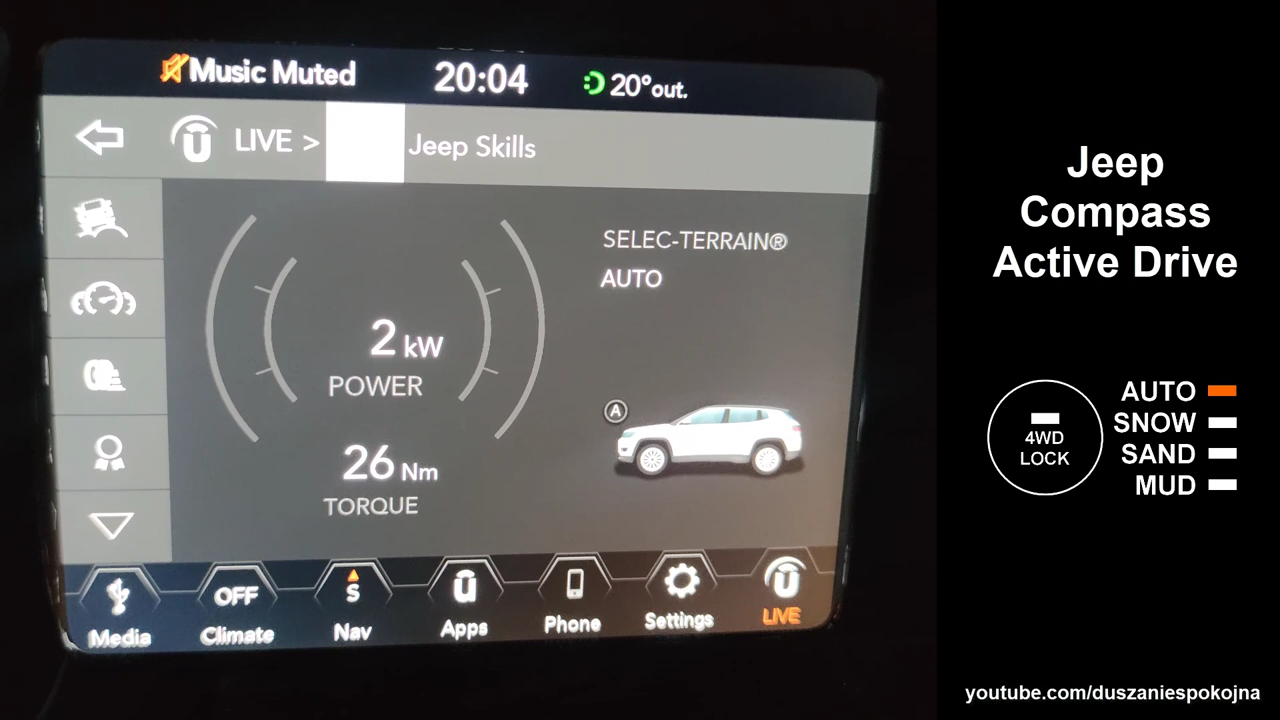 Music Muted 20:04 20° out.
LIVE > Jeep Skills
SELEC-TERRAIN®
AUTO
2 kW
POWER
A
26 Nm
TORQUE
Media
OFF
Climate
S
Nav
Apps
Phone
Settings
LIVE
Jeep
Compass
Active Drive
4WD
LOCK
AUTO
SNOW
SAND
MUD
youtube.com/duszaniespokojna